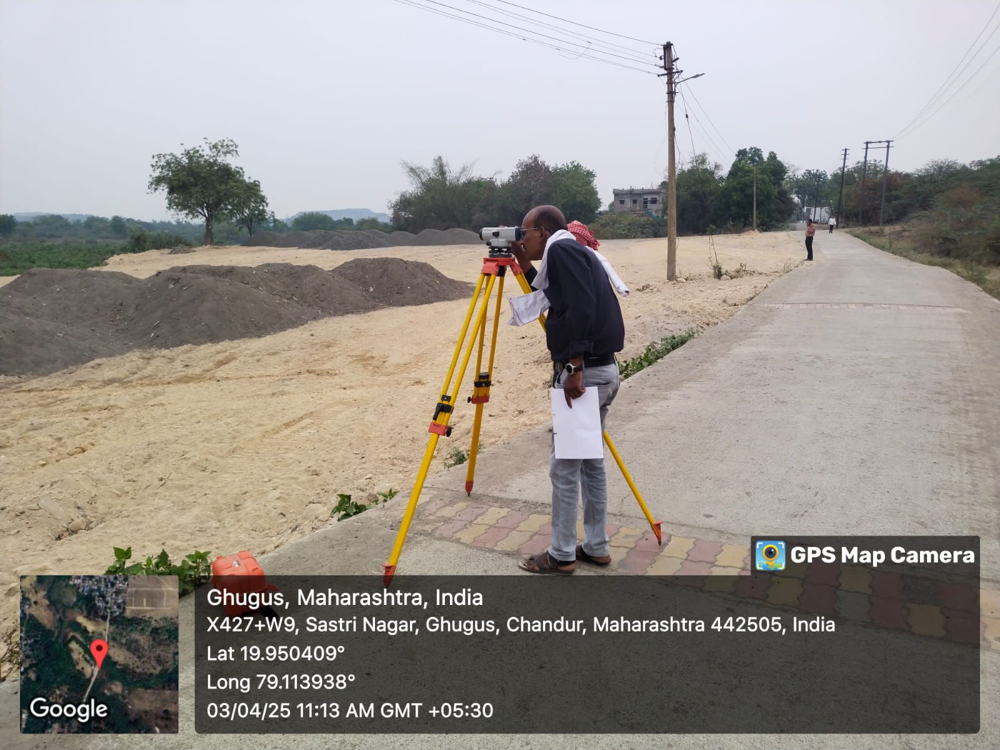 GPS Map Camera
Ghugus, Maharashtra, India
X427+W9, Sastri Nagar, Ghugus, Chandur, Maharashtra 442505, India
Lat 19.950409°
Long 79.113938°
03/04/25 11:13 AM GMT +05:30
Google